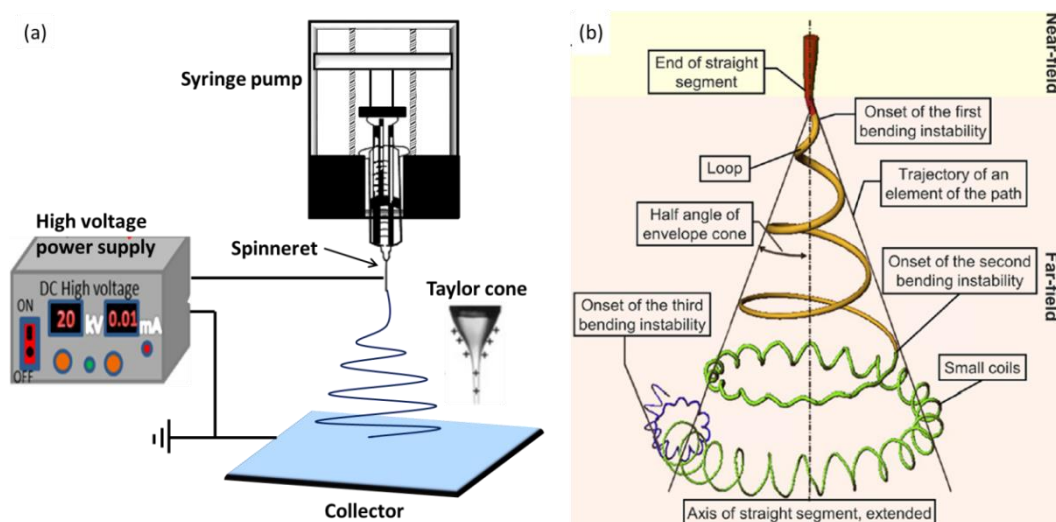 (a)
Syringe pump
High voltage
power supply
Spinneret
DC High voltage
ON
20
kV
0.01
mA
OFF
Taylor cone
Collector
(b)
Near-field
End of straight
segment
Onset of the first
bending instability
Loop
Trajectory of an
element of the path
Half angle of
envelope cone
Far-field
Onset of the second
bending instability
Onset of the third
bending instability
Small coils
Axis of straight segment, extended